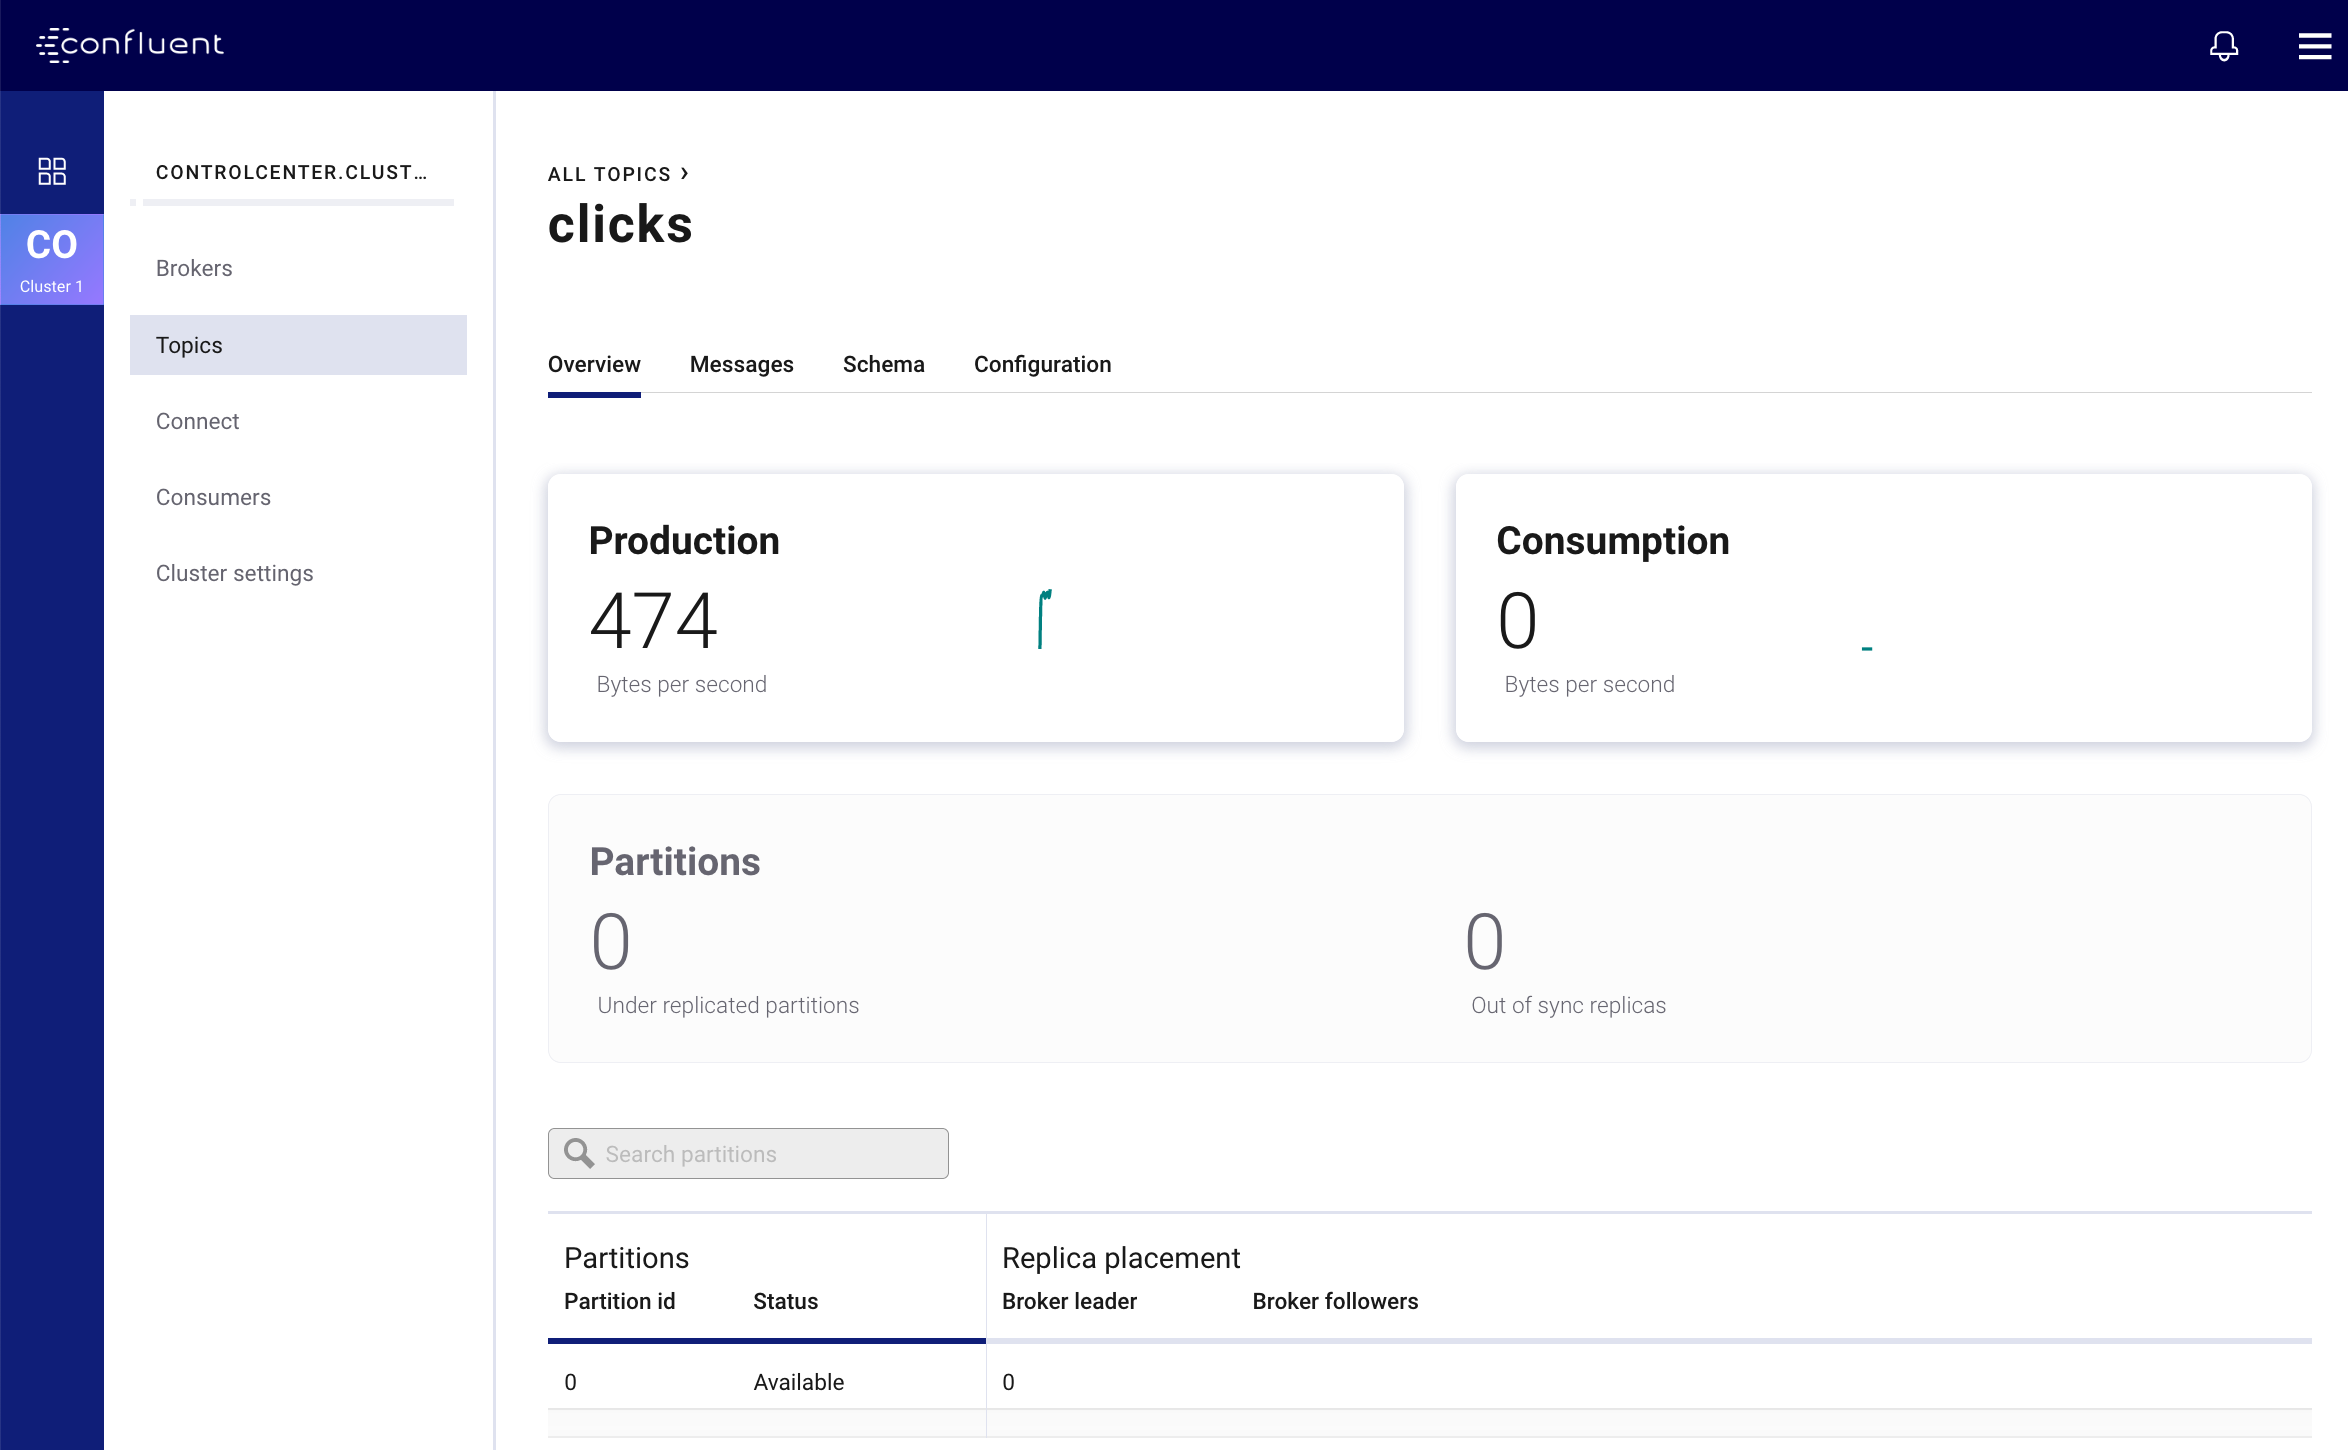 confluent
CO
Cluster 1
CONTROLCENTER.CLUST...
Brokers
Topics
Connect
Consumers
Cluster settings
ALL TOPICS ›
clicks
Overview Messages Schema Configuration
Production
474
Bytes per second
Consumption
0
Bytes per second
Partitions
0
Under replicated partitions
0
Out of sync replicas
Search partitions
Partitions Replica placement
Partition id Status Broker leader Broker followers
0 Available 0